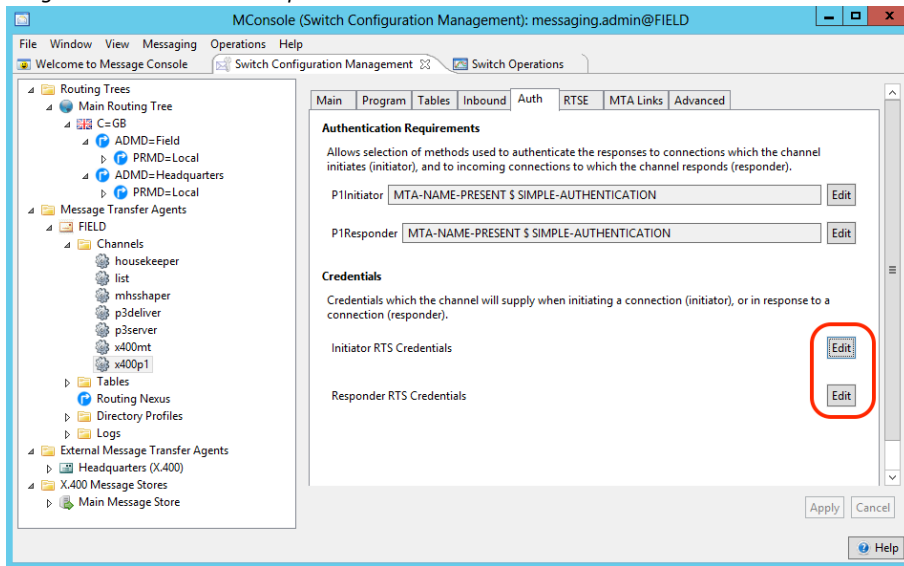 MConsole (Switch Configuration Management): messaging.admin@FIELD
File Window View Messaging Operations Help
Welcome to Message Console Switch Configuration Management Switch Operations
Routing Trees
Main Routing Tree
C=GB
ADMD=Field
PRMD=Local
ADMD=Headquarters
PRMD=Local
Message Transfer Agents
FIELD
Channels
housekeeper
list
mhsshaper
p3deliver
p3server
x400mt
x400p1
Tables
Routing Nexus
Directory Profiles
Logs
External Message Transfer Agents
Headquarters (X.400)
X.400 Message Stores
Main Message Store
Main Program Tables Inbound Auth RTSE MTA Links Advanced
Authentication Requirements
Allows selection of methods used to authenticate the responses to connections which the channel
initiates (initiator), and to incoming connections to which the channel responds (responder).
P1Initiator MTA-NAME-PRESENT $ SIMPLE-AUTHENTICATION Edit
P1Responder MTA-NAME-PRESENT $ SIMPLE-AUTHENTICATION Edit
Credentials
Credentials which the channel will supply when initiating a connection (initiator), or in response to a
connection (responder).
Initiator RTS Credentials Edit
Responder RTS Credentials Edit
Apply Cancel
Help